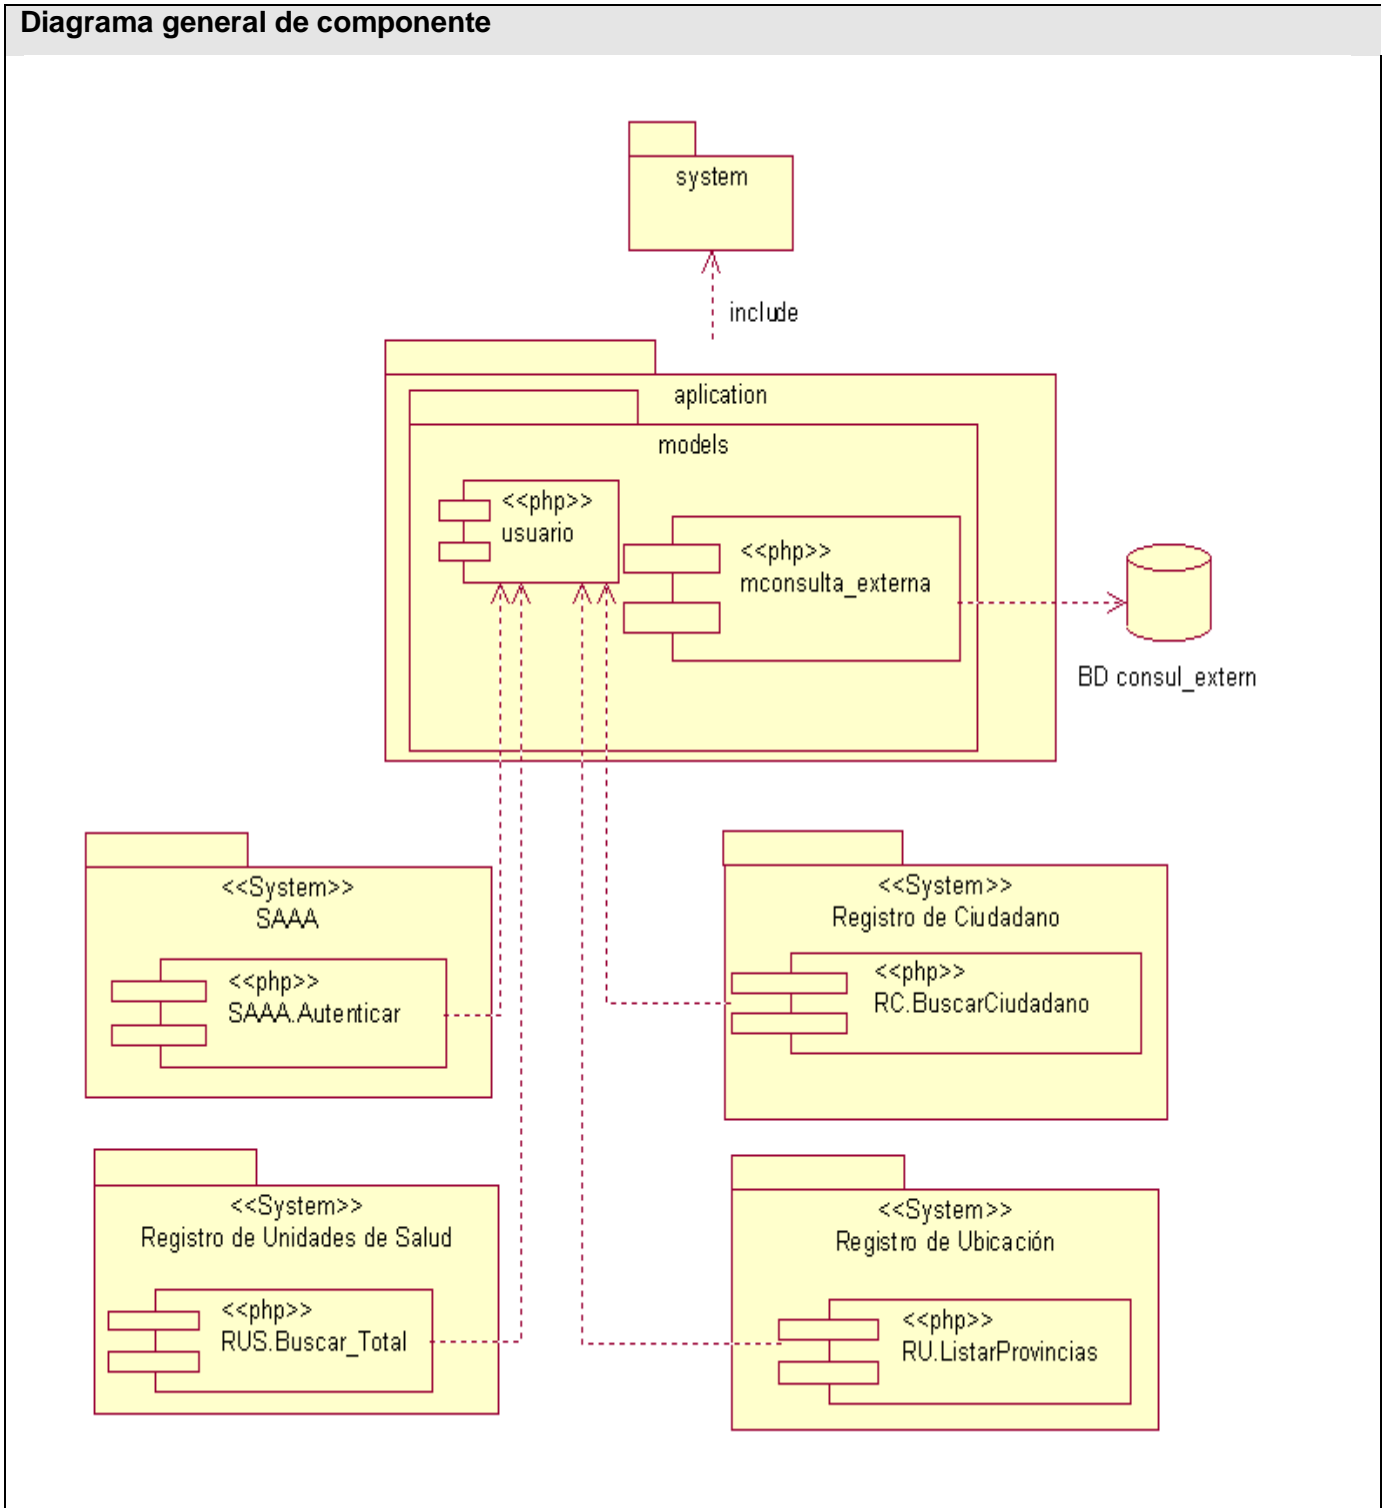 Diagrama general de componente
system
include
aplication
models
<<php>>
usuario
<<php>>
mconsulta_externa
BD consul_extern
<<System>>
SAAA
<<php>>
SAAA.Autenticar
<<System>>
Registro de Ciudadano
<<php>>
RC.BuscarCiudadano
<<System>>
Registro de Unidades de Salud
<<php>>
RUS.Buscar_Total
<<System>>
Registro de Ubicación
<<php>>
RU.ListarProvincias